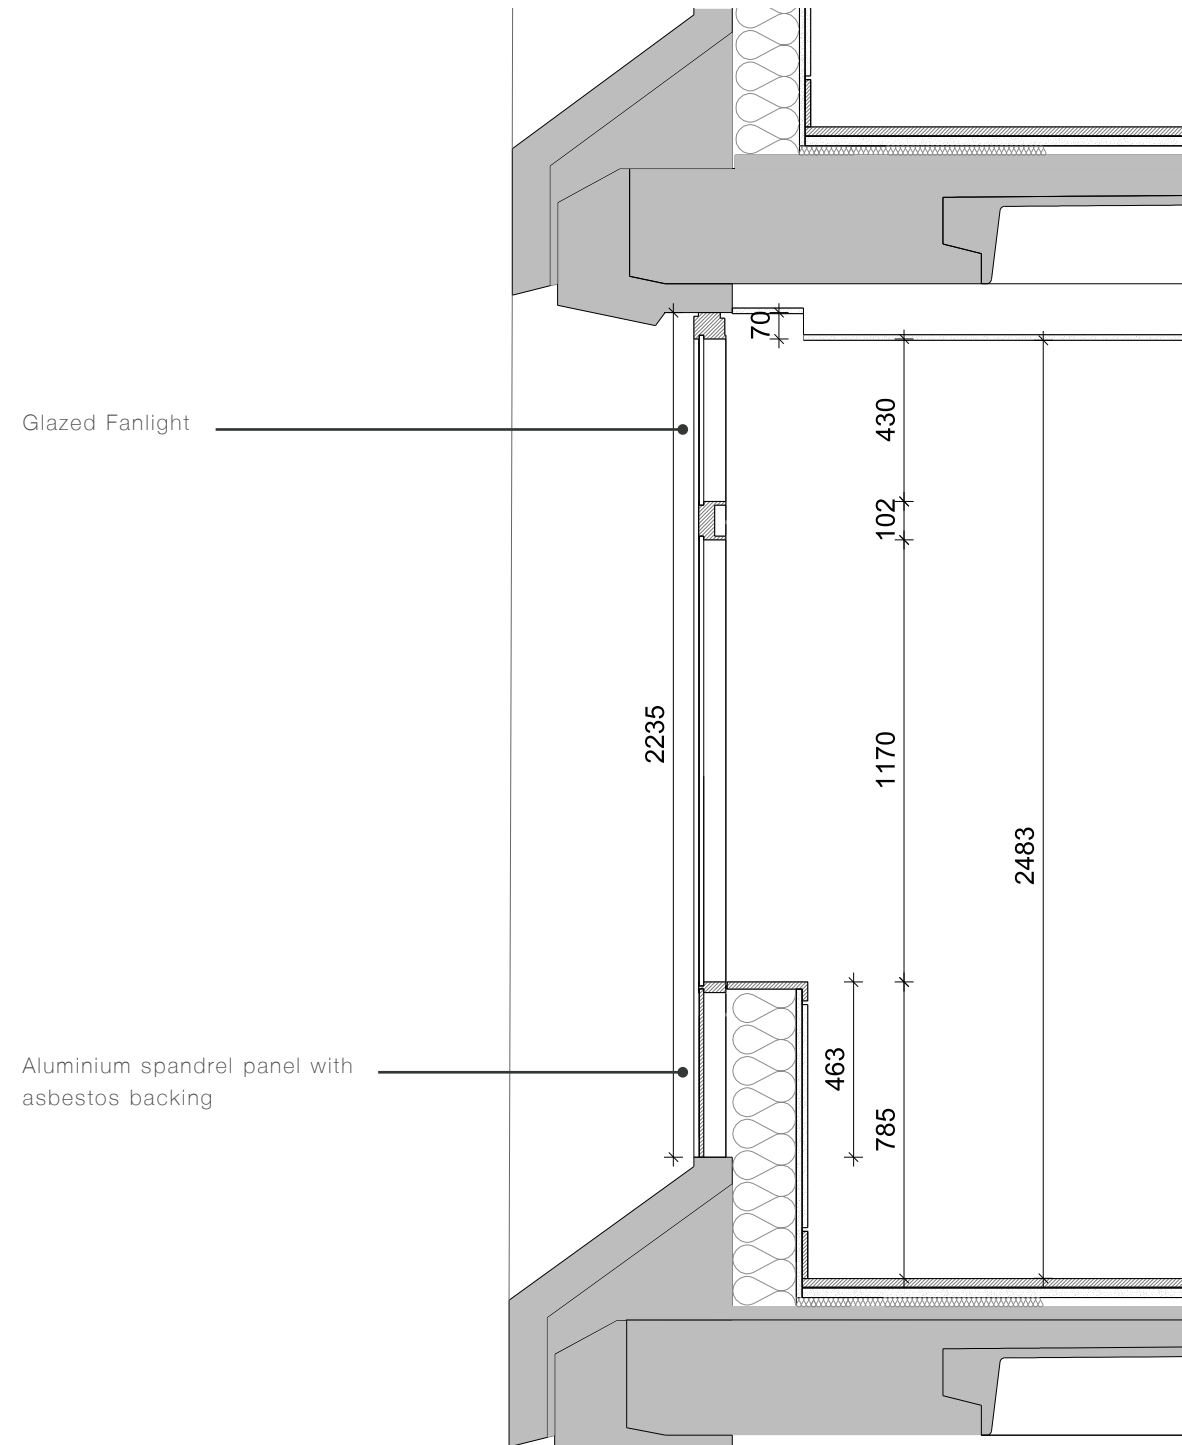 70
Glazed Fanlight
430
102
2235
1170
2483
Aluminium spandrel panel with
asbestos backing
463
785